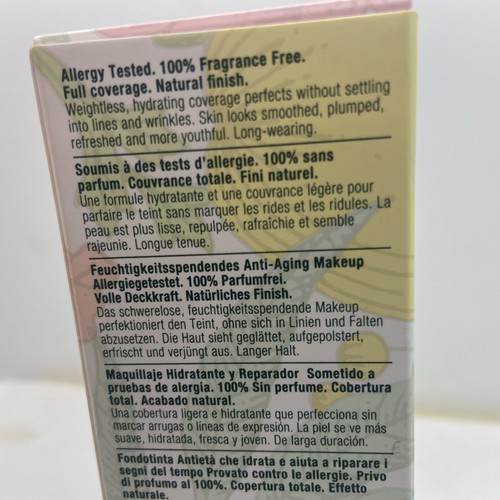 Allergy Tested. 100% Fragrance Free.
Full coverage. Natural finish.
Weightless, hydrating coverage perfects without settling
into lines and wrinkles. Skin looks smoothed, plumped,
refreshed and more youthful. Long-wearing.
Soumis à des tests d'allergie. 100% sans
parfum. Couvrance totale. Fini naturel.
Une formule hydratante et une couvrance légère pour
parfaire le teint sans marquer les rides et les ridules. La
peau est plus lisse, repulpée, rafraîchie et semble
rajeunie. Longue tenue.
Feuchtigkeitsspendendes Anti-Aging Makeup
Allergiegetestet. 100% Parfumfrei.
Volle Deckkraft. Natürliches Finish.
Das schwerelose, feuchtigkeitsspendende Makeup
perfektioniert den Teint, ohne sich in Linien und Falten
abzusetzen. Die Haut sieht geglättet, aufgepolstert,
erfrischt und verjüngt aus. Langer Halt.
Maquillaje Hidratante y Reparador Sometido a
pruebas de alergia. 100% Sin perfume. Cobertura
total. Acabado natural.
Una cobertura ligera e hidratante que perfecciona sin
marcar arrugas o líneas de expresión. La piel se ve más
suave, hidratada, fresca y joven. De larga duración.
Fondotinta Antietà che idrata e aiuta a riparare i
segni del tempo Provato contro le allergie. Privo
di profumo al 100%. Copertura totale. Effetto
naturale.